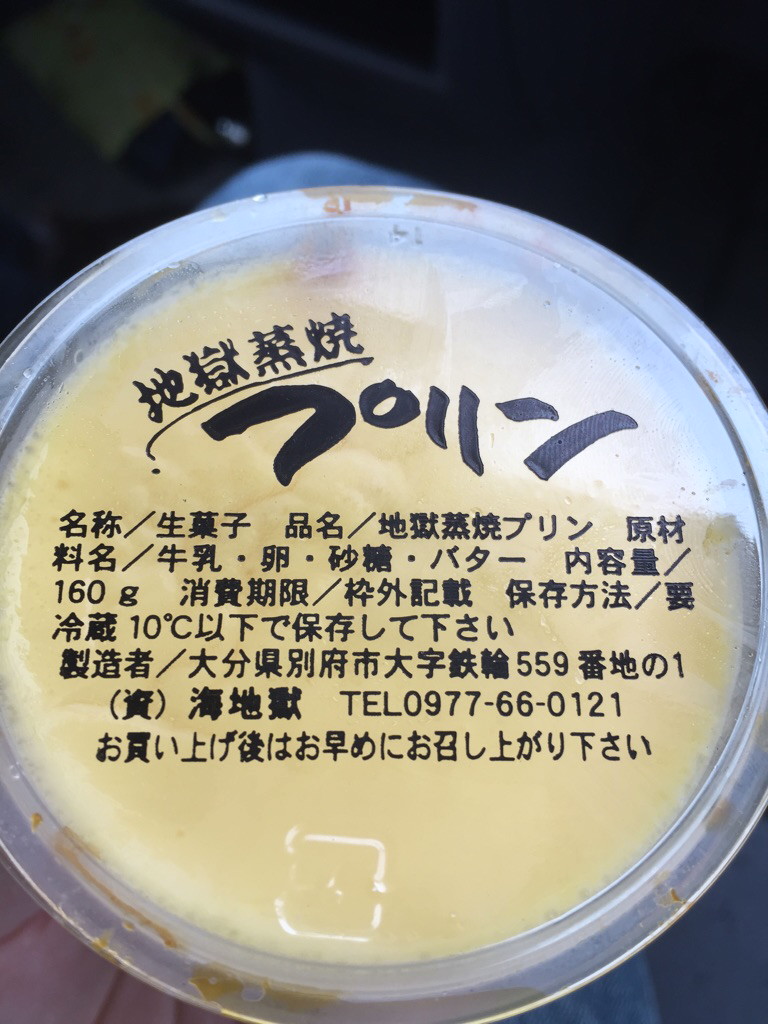 地獄蒸焼
プリン
名称／生菓子　品名／地獄蒸焼プリン　原材
料名／牛乳・卵・砂糖・バター　内容量／
160ｇ　消費期限／枠外記載　保存方法／要
冷蔵10℃以下で保存して下さい
製造者／大分県別府市大字鉄輪559番地の1
（資）海地獄　TEL0977-66-0121
お買い上げ後はお早めにお召し上がり下さい